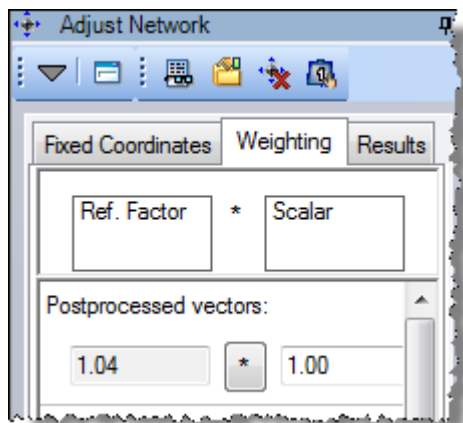 Adjust Network
Fixed Coordinates Weighting Results
Ref. Factor * Scalar
Postprocessed vectors:
1.04 * 1.00